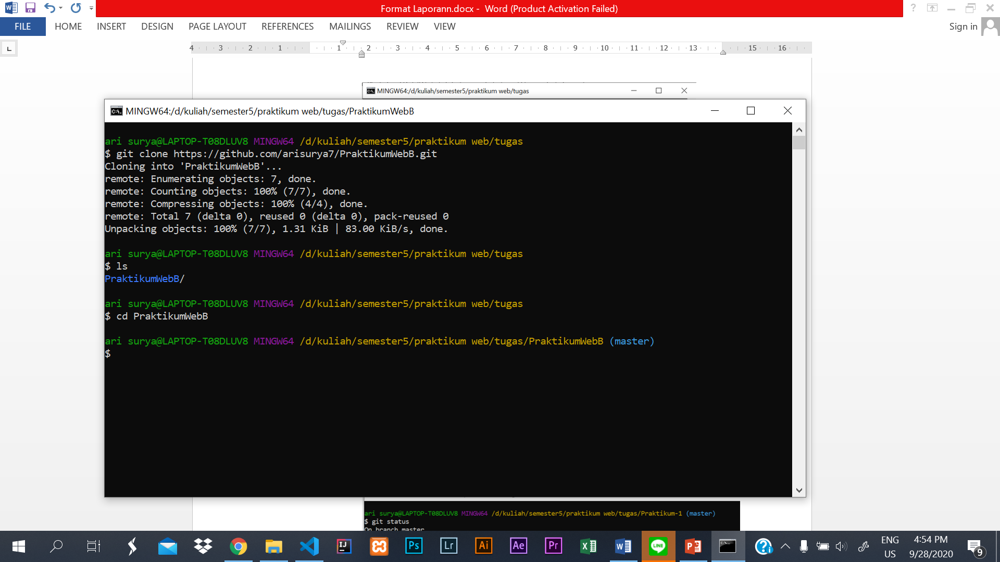 Format Laporann.docx - Word (Product Activation Failed)
FILE HOME INSERT DESIGN PAGE LAYOUT REFERENCES MAILINGS REVIEW VIEW
Sign in
4 3 2 1 1 2 3 4 5 6 7 8 9 10 11 12 13 15 16
MINGW64:/d/kuliah/semester5/praktikum web/tugas
MINGW64:/d/kuliah/semester5/praktikum web/tugas/PraktikumWebB
ari surya@LAPTOP-T08DLUV8 MINGW64 /d/kuliah/semester5/praktikum web/tugas
$ git clone https://github.com/arisurya7/PraktikumWebB.git
Cloning into 'PraktikumWebB'...
remote: Enumerating objects: 7, done.
remote: Counting objects: 100% (7/7), done.
remote: Compressing objects: 100% (4/4), done.
remote: Total 7 (delta 0), reused 0 (delta 0), pack-reused 0
Unpacking objects: 100% (7/7), 1.31 KiB | 83.00 KiB/s, done.
ari surya@LAPTOP-T08DLUV8 MINGW64 /d/kuliah/semester5/praktikum web/tugas
$ ls
PraktikumWebB/
ari surya@LAPTOP-T08DLUV8 MINGW64 /d/kuliah/semester5/praktikum web/tugas
$ cd PraktikumWebB
ari surya@LAPTOP-T08DLUV8 MINGW64 /d/kuliah/semester5/praktikum web/tugas/PraktikumWebB (master)
$
ari surya@LAPTOP-T08DLUV8 MINGW64 /d/kuliah/semester5/praktikum web/tugas/Praktikum-1 (master)
$ git status
On branch master
IJ Ps Lr Ai Ae Pr LINE
ENG
US
4:54 PM
9/28/2020
9